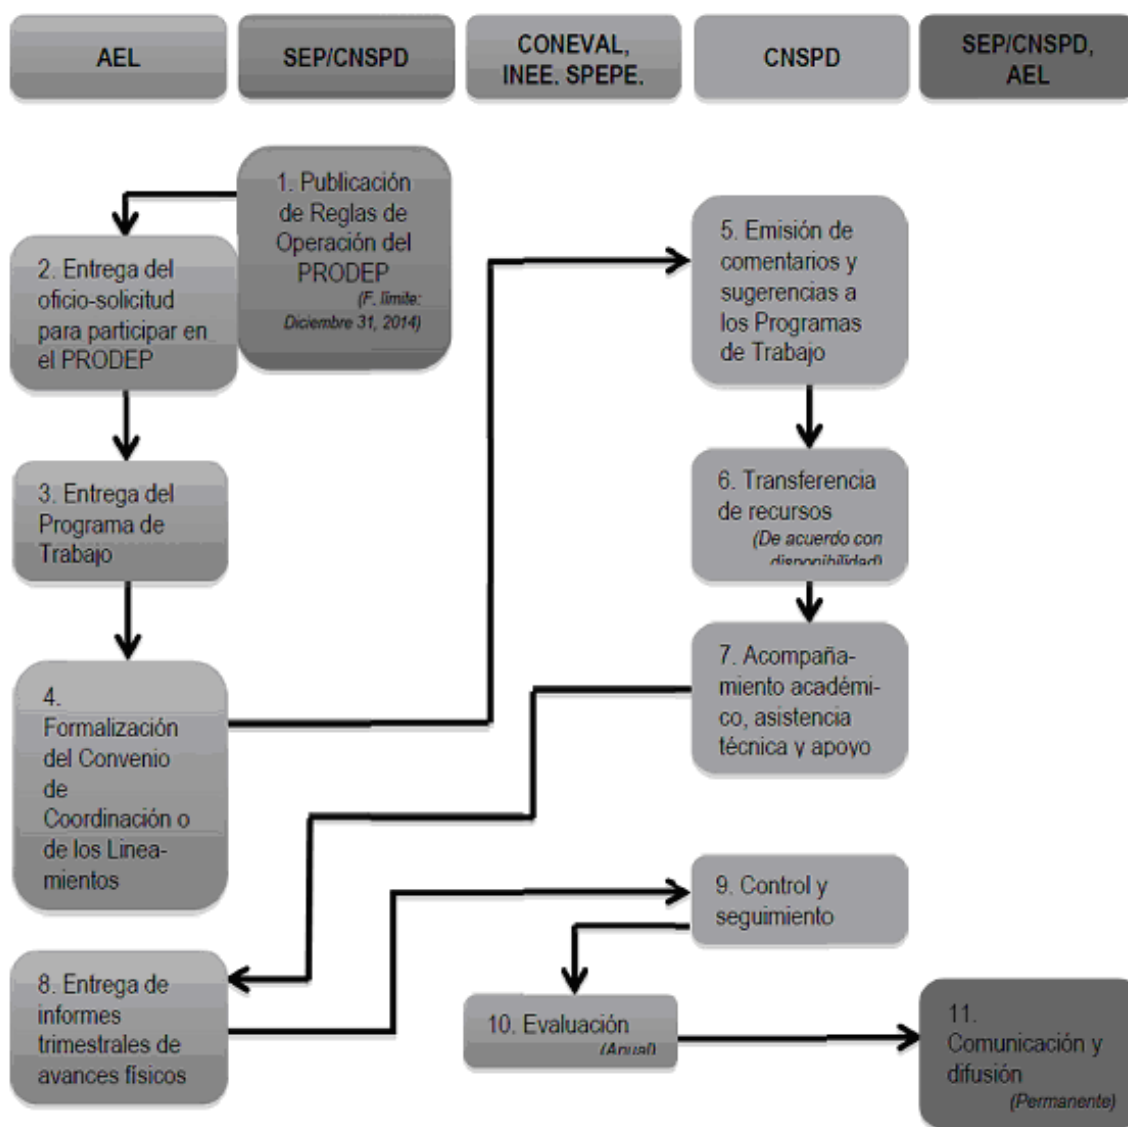 AEL
SEP/CNSPD
CONEVAL,
INEE. SPEPE.
CNSPD
SEP/CNSPD,
AEL
1. Publicación
de Reglas de
Operación del
PRODEP
(F. límite:
Diciembre 31, 2014)
2. Entrega del
oficio-solicitud
para participar en
el PRODEP
3. Entrega del
Programa de
Trabajo
4.
Formalización
del Convenio
de
Coordinación o
de los Linea-
mientos
5. Emisión de
comentarios y
sugerencias a
los Programas
de Trabajo
6. Transferencia
de recursos
(De acuerdo con
disponibilidad)
7. Acompaña-
miento académi-
co, asistencia
técnica y apoyo
8. Entrega de
informes
trimestrales de
avances físicos
9. Control y
seguimiento
10. Evaluación
(Anual)
11.
Comunicación y
difusión
(Permanente)